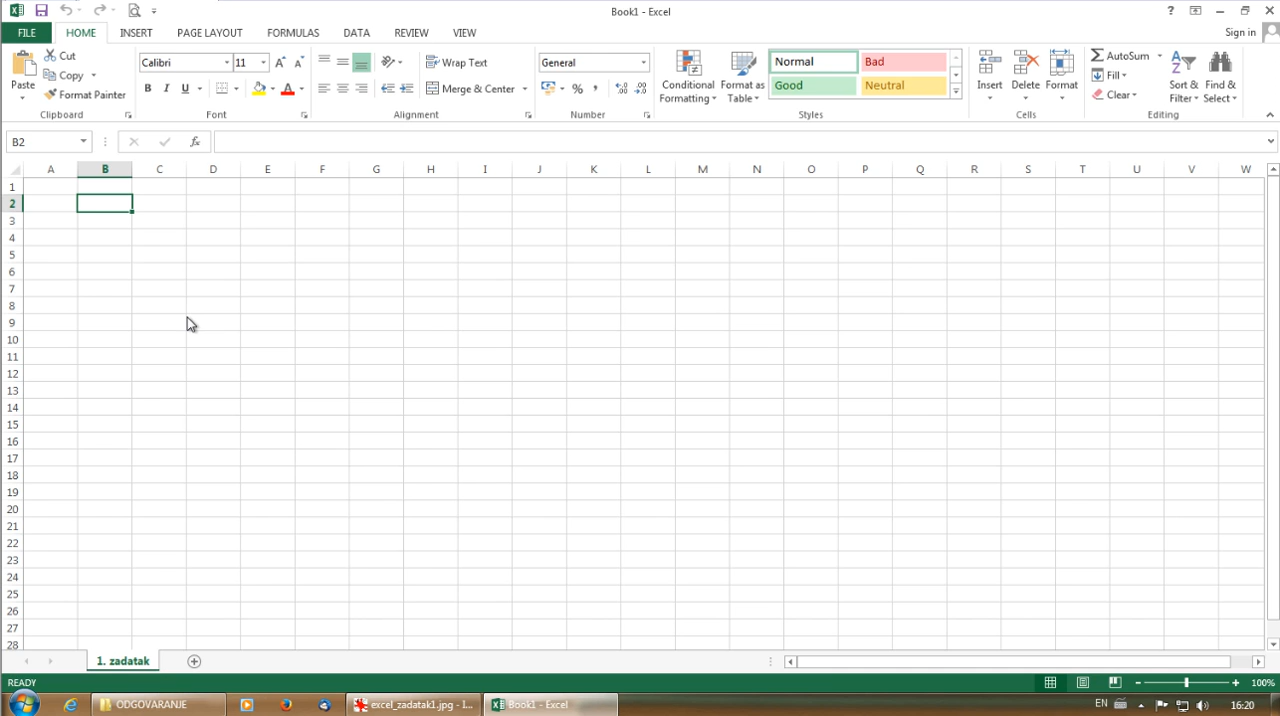 Book1 - Excel
?
FILE HOME INSERT PAGE LAYOUT FORMULAS DATA REVIEW VIEW Sign in
Paste
Cut
Copy
Format Painter
Clipboard
Calibri 11
B I U
Font
Wrap Text
Merge & Center
Alignment
General
%
Number
Conditional Formatting
Format as Table
Normal Bad
Good Neutral
Styles
Insert Delete Format
Cells
AutoSum
Fill
Clear
Sort & Filter
Find & Select
Editing
B2 fx
A B C D E F G H I J K L M N O P Q R S T U V W
1
2
3
4
5
6
7
8
9
10
11
12
13
14
15
16
17
18
19
20
21
22
23
24
25
26
27
28
1. zadatak
READY 100%
ODGOVARANJE excel_zadatak1.jpg - I... Book1 - Excel EN 16:20